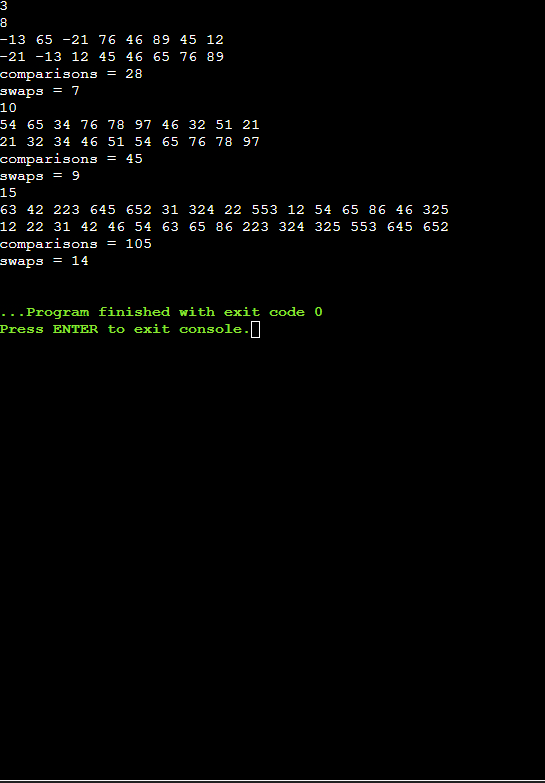 3
8
-13 65 -21 76 46 89 45 12
-21 -13 12 45 46 65 76 89
comparisons = 28
swaps = 7
10
54 65 34 76 78 97 46 32 51 21
21 32 34 46 51 54 65 76 78 97
comparisons = 45
swaps = 9
15
63 42 223 645 652 31 324 22 553 12 54 65 86 46 325
12 22 31 42 46 54 63 65 86 223 324 325 553 645 652
comparisons = 105
swaps = 14
...Program finished with exit code 0
Press ENTER to exit console.